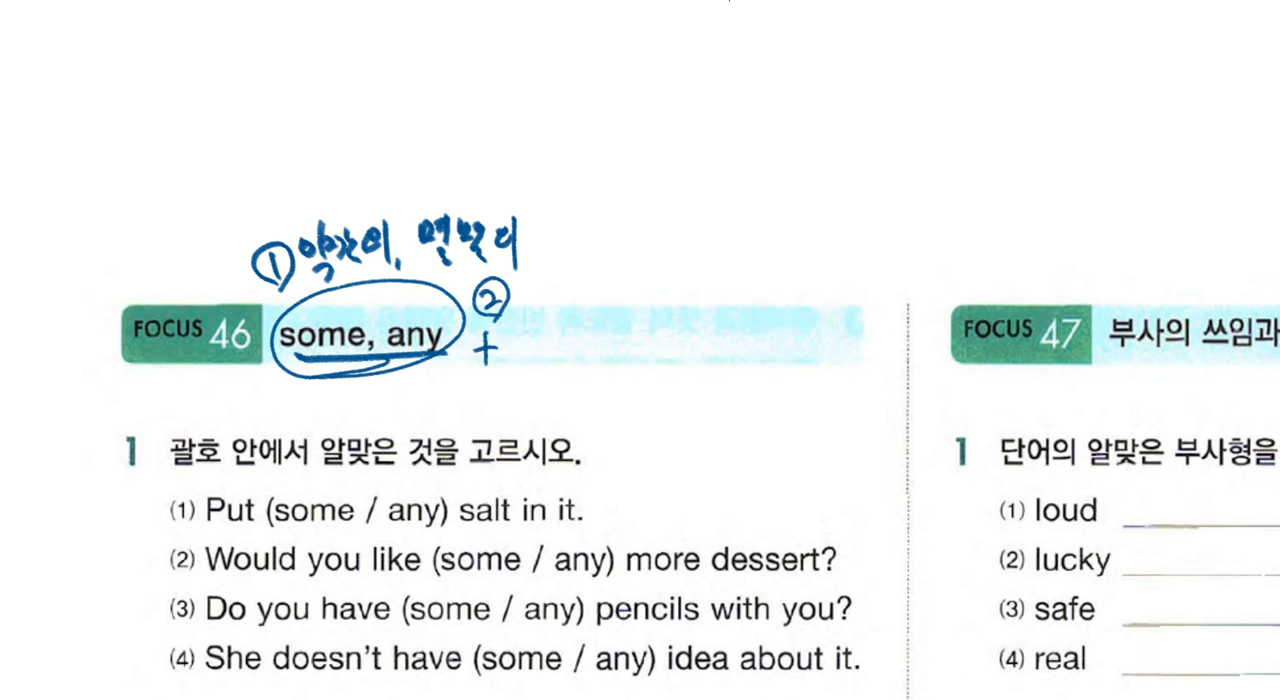 ① 약간의, 몇몇의
②
+
FOCUS 46 some, any
1 괄호 안에서 알맞은 것을 고르시오.
(1) Put (some / any) salt in it.
(2) Would you like (some / any) more dessert?
(3) Do you have (some / any) pencils with you?
(4) She doesn't have (some / any) idea about it.
FOCUS 47 부사의 쓰임과
1 단어의 알맞은 부사형을
(1) loud
(2) lucky
(3) safe
(4) real